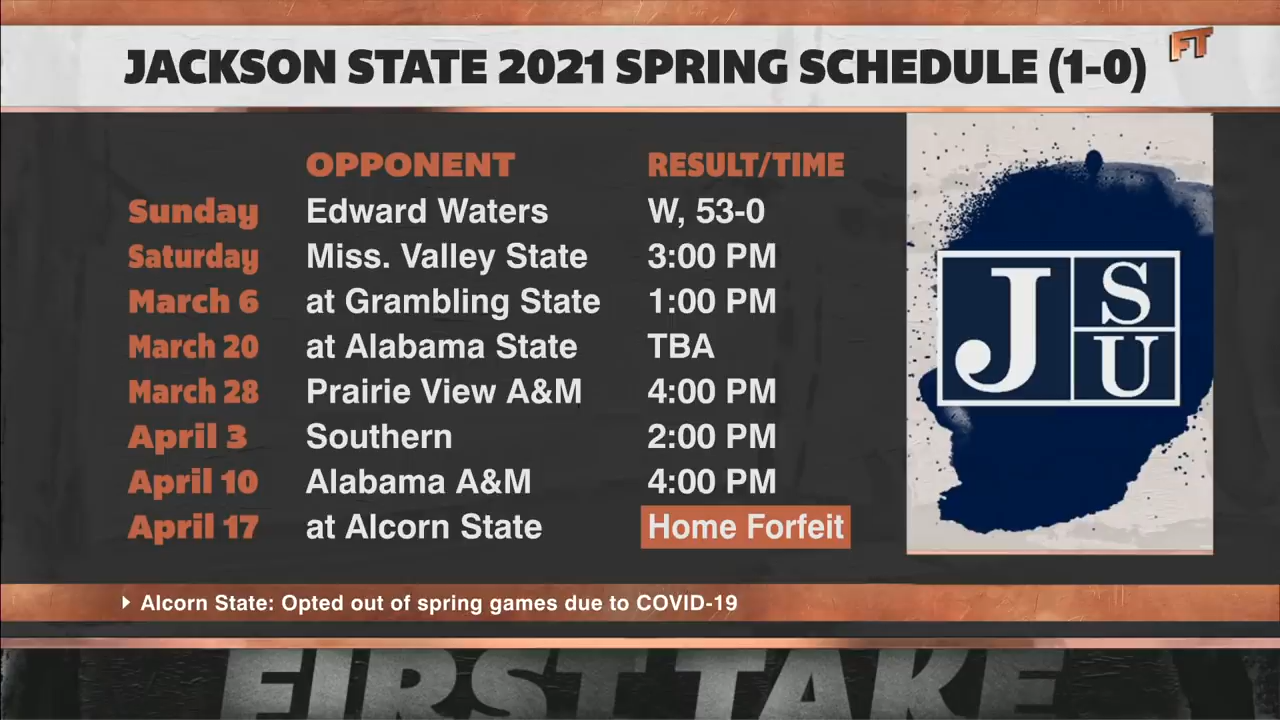 FT
JACKSON STATE 2021 SPRING SCHEDULE (1-0)
OPPONENT RESULT/TIME
Sunday Edward Waters W, 53-0
Saturday Miss. Valley State 3:00 PM
March 6 at Grambling State 1:00 PM
March 20 at Alabama State TBA
March 28 Prairie View A&M 4:00 PM
April 3 Southern 2:00 PM
April 10 Alabama A&M 4:00 PM
April 17 at Alcorn State Home Forfeit
J S U
Alcorn State: Opted out of spring games due to COVID-19
FIRST TAKE